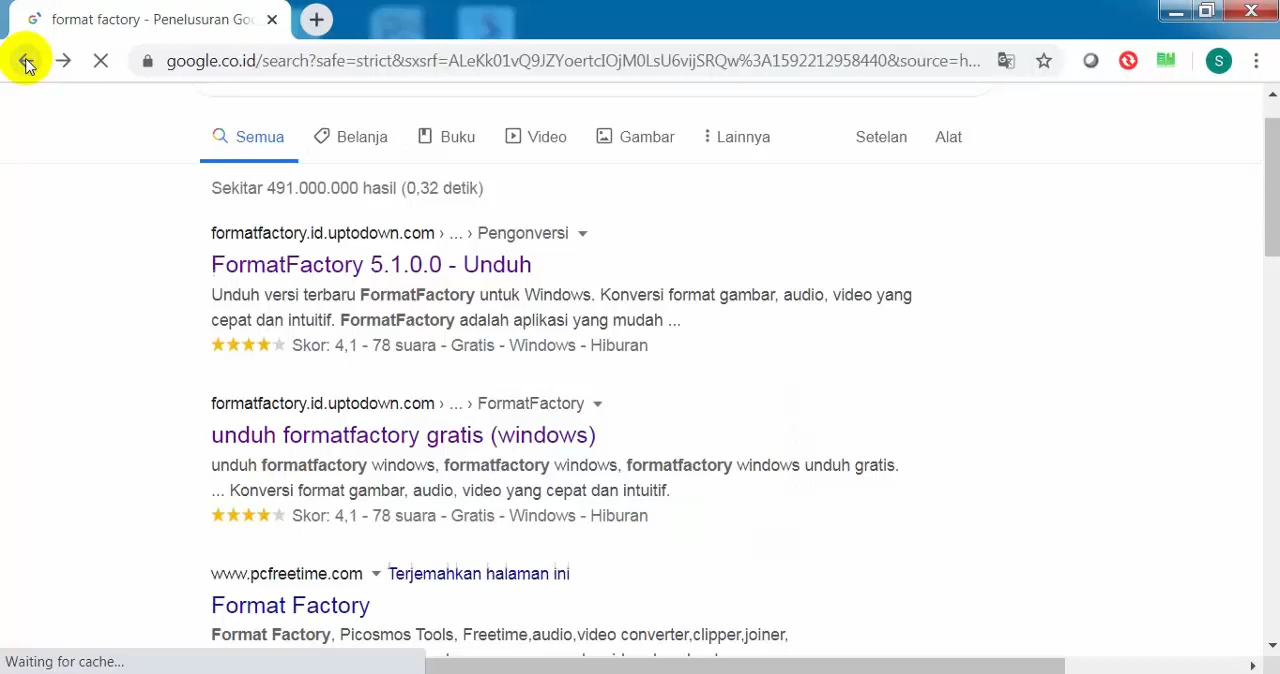 format factory - Penelusuran Goo
google.co.id/search?safe=strict&sxsrf=ALeKk01vQ9JZYoertcIOjM0LsU6vijSRQw%3A1592212958440&source=h...
S
Semua Belanja Buku Video Gambar Lainnya Setelan Alat
Sekitar 491.000.000 hasil (0,32 detik)
formatfactory.id.uptodown.com › ... › Pengonversi
FormatFactory 5.1.0.0 - Unduh
Unduh versi terbaru FormatFactory untuk Windows. Konversi format gambar, audio, video yang
cepat dan intuitif. FormatFactory adalah aplikasi yang mudah ...
Skor: 4,1 - 78 suara - Gratis - Windows - Hiburan
formatfactory.id.uptodown.com › ... › FormatFactory
unduh formatfactory gratis (windows)
unduh formatfactory windows, formatfactory windows, formatfactory windows unduh gratis.
... Konversi format gambar, audio, video yang cepat dan intuitif.
Skor: 4,1 - 78 suara - Gratis - Windows - Hiburan
www.pcfreetime.com Terjemahkan halaman ini
Format Factory
Format Factory, Picosmos Tools, Freetime,audio,video converter,clipper,joiner,
Waiting for cache...